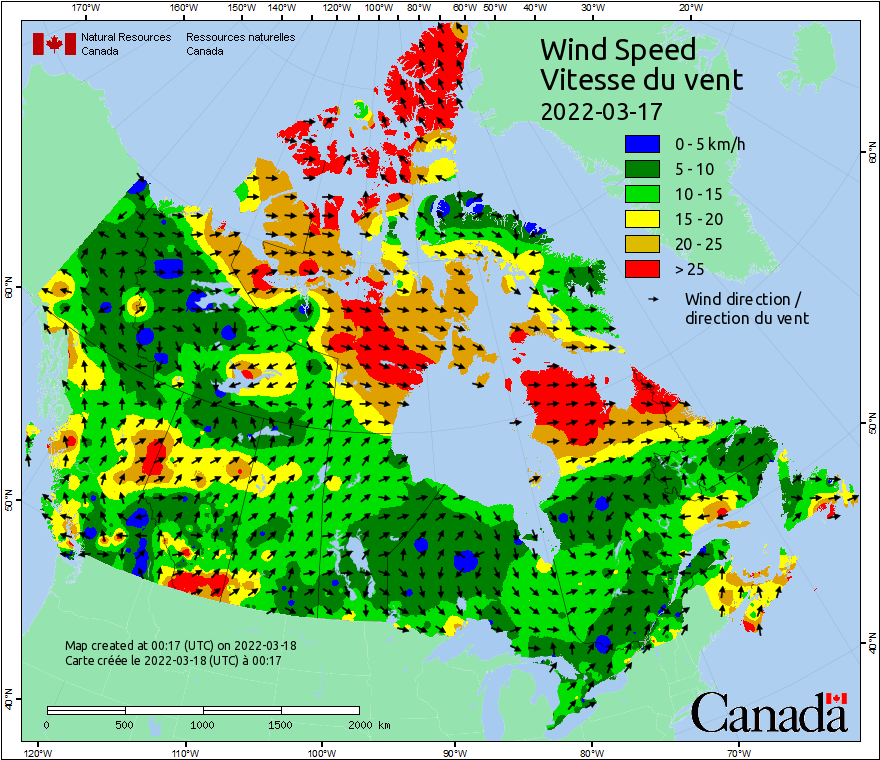 170°W 160°W 150°W 140°W 120°W 100°W 80°W 60°W 50°W 40°W 30°W 20°W
Natural Resources Ressources naturelles
Canada Canada
Wind Speed
Vitesse du vent
2022-03-17
0 - 5 km/h
5 - 10
10 - 15
15 - 20
20 - 25
> 25
Wind direction /
direction du vent
60°N
60°N
50°N
50°N
40°N
40°N
Map created at 00:17 (UTC) on 2022-03-18
Carte créée le 2022-03-18 (UTC) à 00:17
0 500 1000 1500 2000 km
Canada
120°W 110°W 100°W 90°W 80°W 70°W